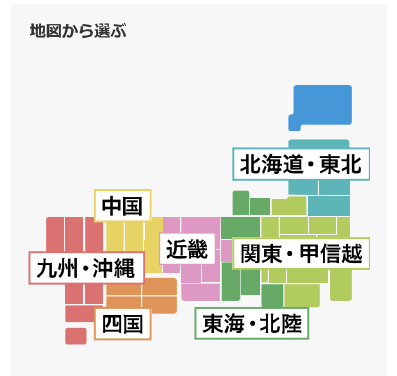 地図から選ぶ
北海道・東北
中国
近畿
関東・甲信越
九州・沖縄
四国
東海・北陸